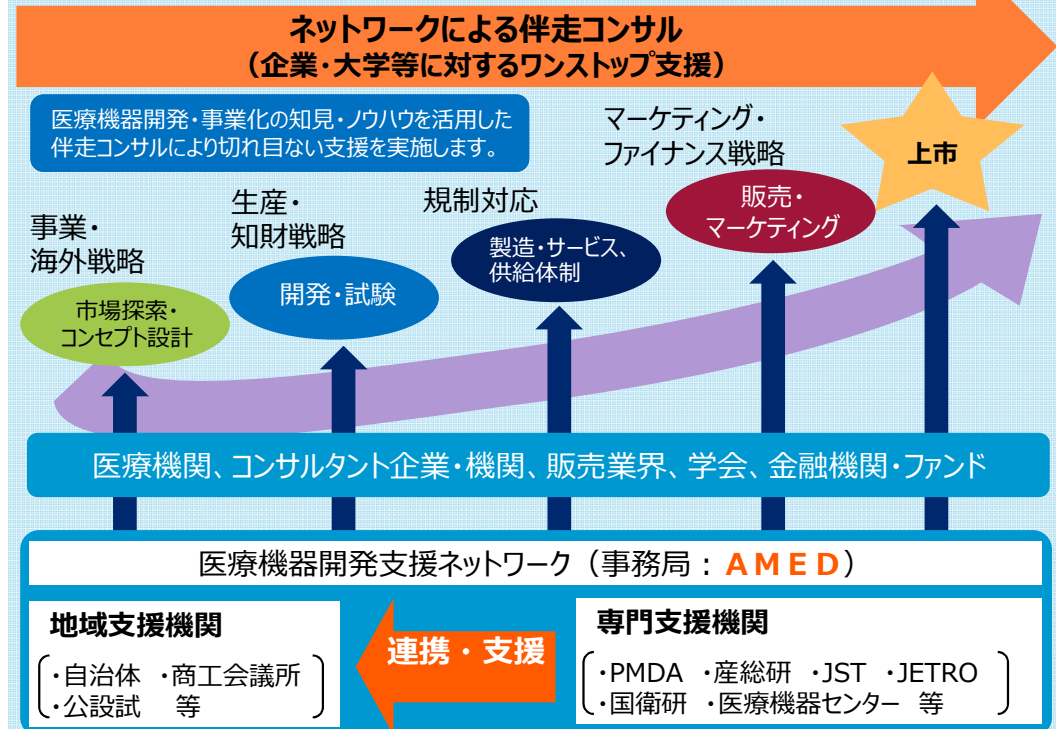 ネットワークによる伴走コンサル
（企業・大学等に対するワンストップ支援）
医療機器開発・事業化の知見・ノウハウを活用した
伴走コンサルにより切れ目ない支援を実施します。
事業・
海外戦略
市場探索・
コンセプト設計
生産・
知財戦略
開発・試験
規制対応
製造・サービス、
供給体制
マーケティング・
ファイナンス戦略
販売・
マーケティング
上市
医療機関、コンサルタント企業・機関、販売業界、学会、金融機関・ファンド
医療機器開発支援ネットワーク（事務局：ＡＭＥＤ）
地域支援機関
・自治体 ・商工会議所
・公設試 等
連携・支援
専門支援機関
・PMDA ・産総研 ・JST ・JETRO
・国衛研 ・医療機器センター 等